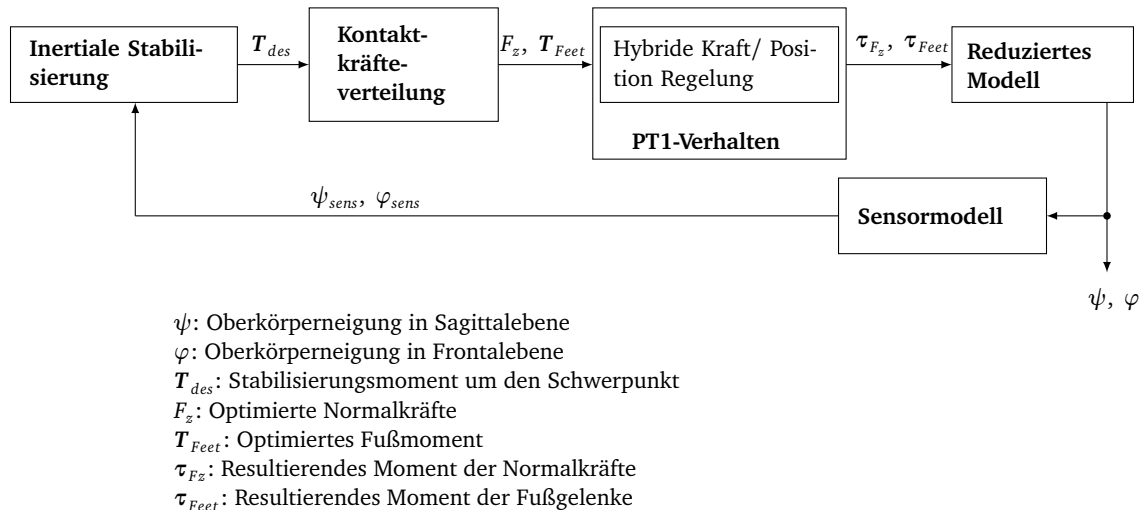 Inertiale Stabili-
sierung
T_des
Kontakt-
kräfte-
verteilung
F_z, T_Feet
Hybride Kraft/ Posi-
tion Regelung
PT1-Verhalten
τ_Fz, τ_Feet
Reduziertes
Modell
ψ_sens, φ_sens
Sensormodell
ψ, φ
ψ: Oberkörperneigung in Sagittalebene
φ: Oberkörperneigung in Frontalebene
T_des: Stabilisierungsmoment um den Schwerpunkt
F_z: Optimierte Normalkräfte
T_Feet: Optimiertes Fußmoment
τ_Fz: Resultierendes Moment der Normalkräfte
τ_Feet: Resultierendes Moment der Fußgelenke